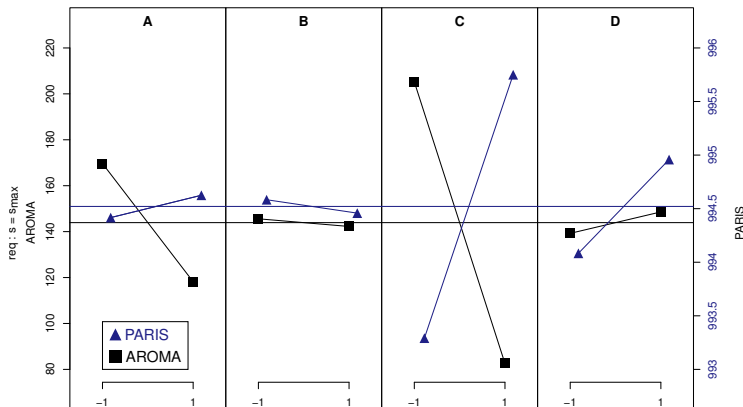 A B C D
220
200
180
160
140
120
100
80
req : s = smax
AROMA
996
995.5
995
994.5
994
993.5
993
PARIS
PARIS
AROMA
−1 1 −1 1 −1 1 −1 1